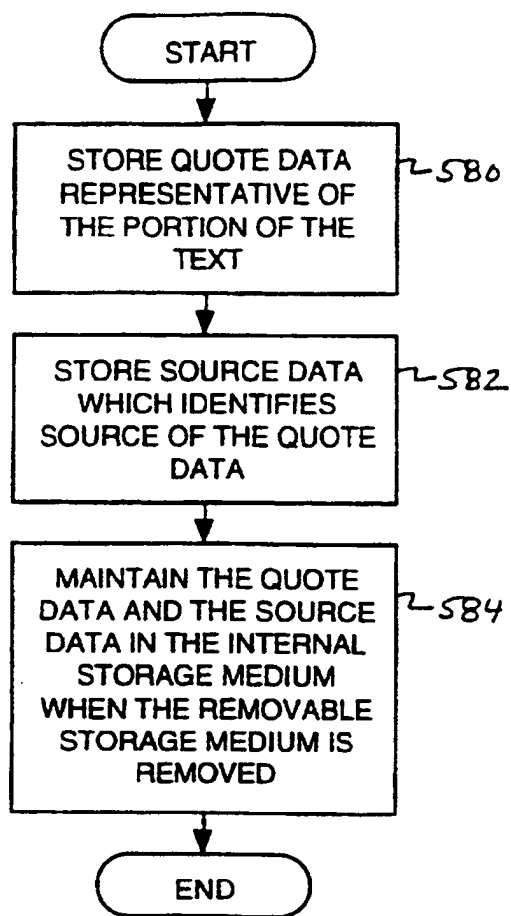 START
STORE QUOTE DATA
REPRESENTATIVE OF
THE PORTION OF THE
TEXT
580
STORE SOURCE DATA
WHICH IDENTIFIES
SOURCE OF THE QUOTE
DATA
582
MAINTAIN THE QUOTE
DATA AND THE SOURCE
DATA IN THE INTERNAL
STORAGE MEDIUM
WHEN THE REMOVABLE
STORAGE MEDIUM IS
REMOVED
584
END